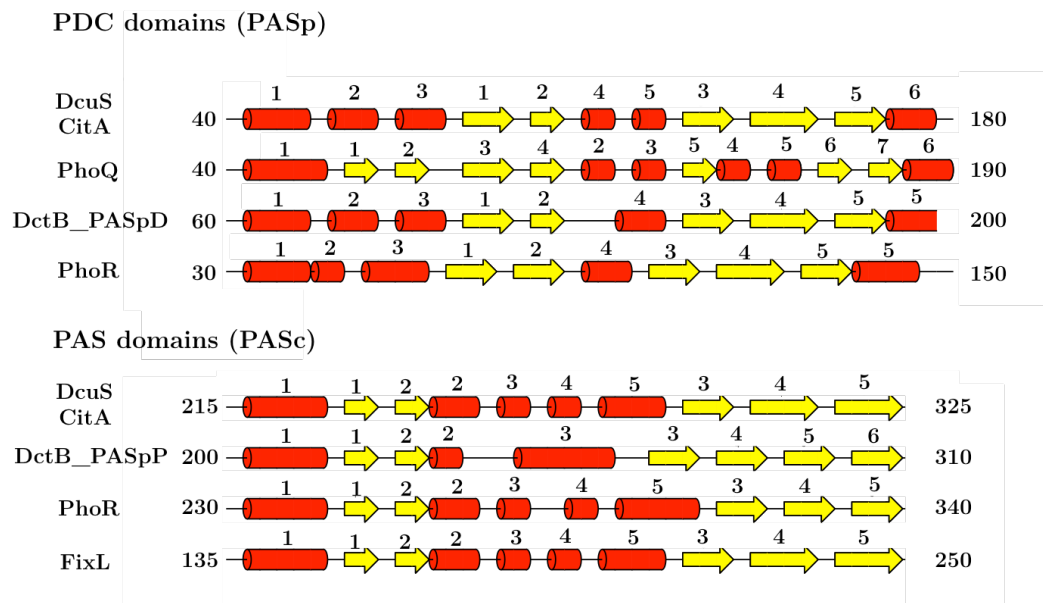 PDC domains (PASp)
1 2 3 1 2 4 5 3 4 5 6
DcuS
CitA 40 180
1 1 2 3 4 2 3 5 4 5 6 7 6
PhoQ 40 190
1 2 3 1 2 4 3 4 5 5
DctB_PASpD 60 200
1 2 3 1 2 4 3 4 5 5
PhoR 30 150
PAS domains (PASc)
1 1 2 2 3 4 5 3 4 5
DcuS
CitA 215 325
1 1 2 2 3 3 4 5 6
DctB_PASpP 200 310
1 1 2 2 3 4 5 3 4 5
PhoR 230 340
1 1 2 2 3 4 5 3 4 5
FixL 135 250